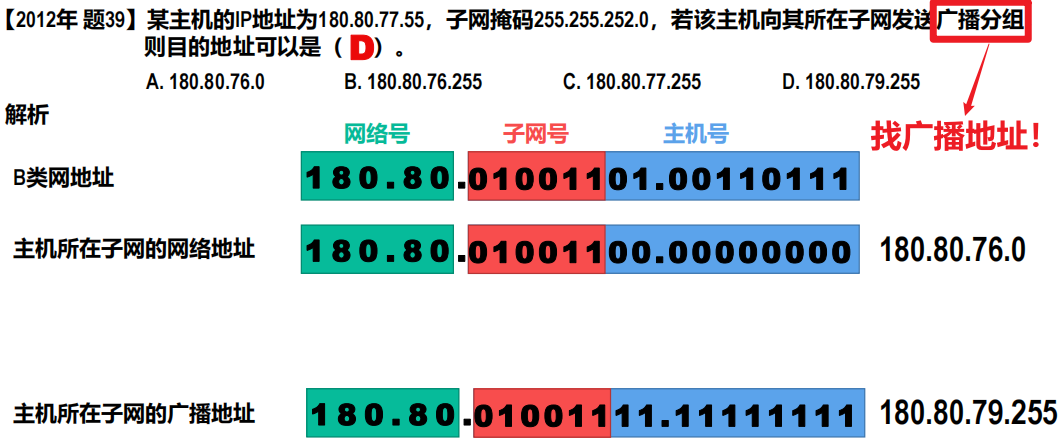 【2012年 题39】某主机的IP地址为180.80.77.55，子网掩码255.255.252.0，若该主机向其所在子网发送广播分组
则目的地址可以是（ D ）。
A. 180.80.76.0 B. 180.80.76.255 C. 180.80.77.255 D. 180.80.79.255
解析
找广播地址！
网络号 子网号 主机号
B类网地址 180.80.01001101.00110111
主机所在子网的网络地址 180.80.01001100.00000000 180.80.76.0
主机所在子网的广播地址 180.80.01001111.11111111 180.80.79.255